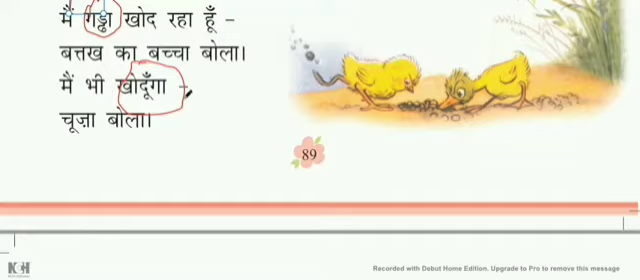 मैं गड्ढा खोद रहा हूँ –
बत्तख का बच्चा बोला।
मैं भी खोदूँगा –
चूज़ा बोला।
89
Recorded with Debut Home Edition. Upgrade to Pro to remove this message